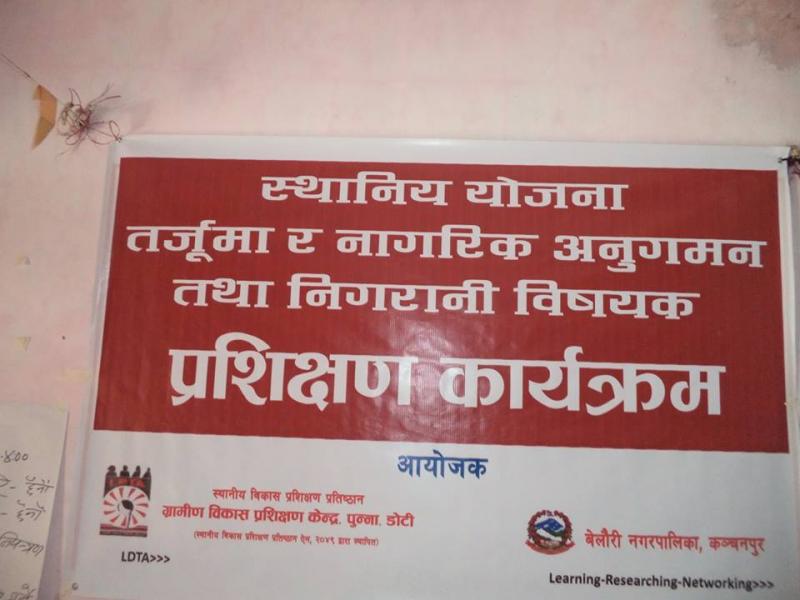 स्थानिय योजना
तर्जूमा र नागरिक अनुगमन
तथा निगरानी विषयक
प्रशिक्षण कार्यक्रम
आयोजक
स्थानीय विकास प्रशिक्षण प्रतिष्ठान
ग्रामीण विकास प्रशिक्षण केन्द्र, पुन्ना, डोटी
(स्थानीय विकास प्रशिक्षण प्रतिष्ठान ऐन, २०४९ द्वारा स्थापित)
LDTA>>>
बेलौरी नगरपालिका, कञ्चनपुर
Learning-Researching-Networking>>>